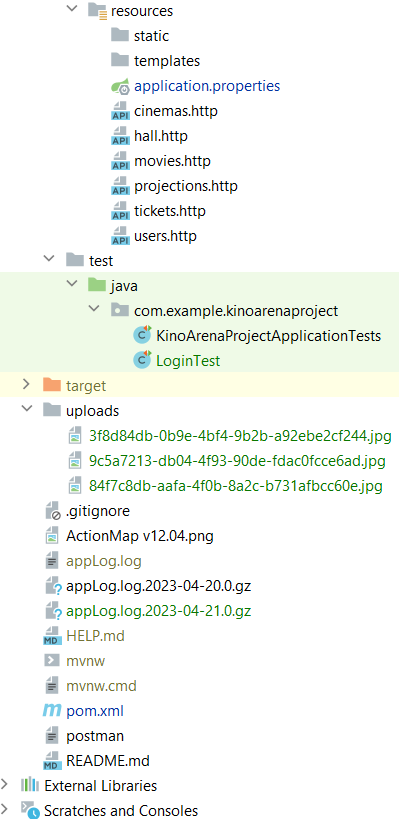 resources
static
templates
application.properties
API cinemas.http
API hall.http
API movies.http
API projections.http
API tickets.http
API users.http
test
java
com.example.kinoarenaproject
C KinoArenaProjectApplicationTests
C LoginTest
target
uploads
3f8d84db-0b9e-4bf4-9b2b-a92ebe2cf244.jpg
9c5a7213-db04-4f93-90de-fdac0fcce6ad.jpg
84f7c8db-aafa-4f0b-8a2c-b731afbcc60e.jpg
.gitignore
ActionMap v12.04.png
appLog.log
? appLog.log.2023-04-20.0.gz
? appLog.log.2023-04-21.0.gz
MD HELP.md
mvnw
mvnw.cmd
m pom.xml
postman
MD README.md
External Libraries
Scratches and Consoles